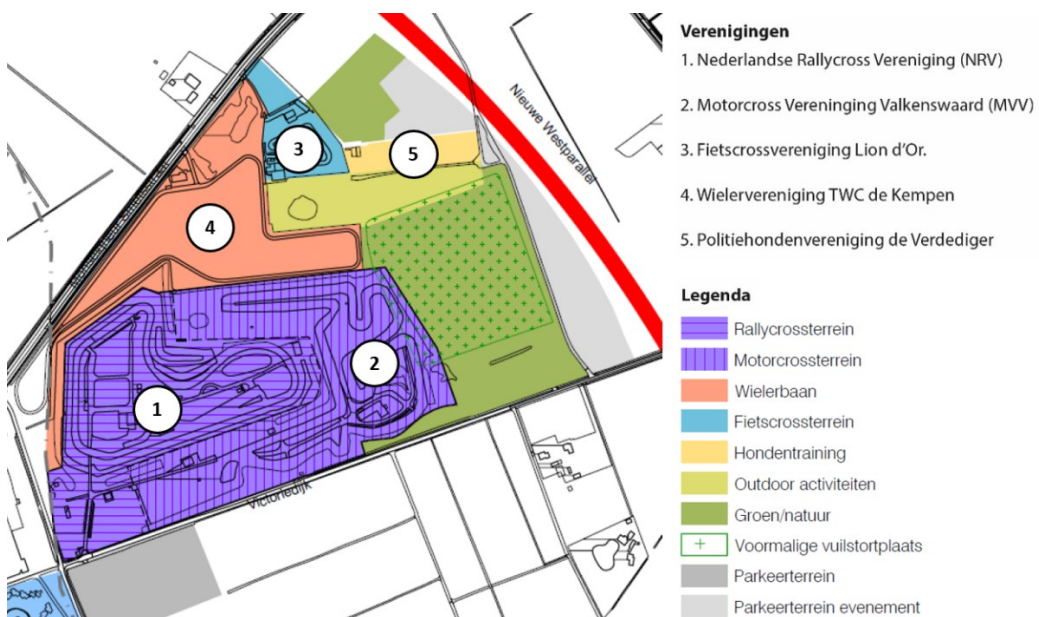 Verenigingen
1. Nederlandse Rallycross Vereniging (NRV)
2. Motorcross Vereninging Valkenswaard (MVV)
3. Fietscrossvereniging Lion d'Or.
4. Wielervereniging TWC de Kempen
5. Politiehondenvereniging de Verdediger
Legenda
Rallycrossterrein
Motorcrossterrein
Wielerbaan
Fietscrossterrein
Hondentraining
Outdoor activiteiten
Groen/natuur
Voormalige vuilstortplaats
Parkeerterrein
Parkeerterrein evenement
Nieuwe Westparallel
3
5
4
2
1
Victoriedijk